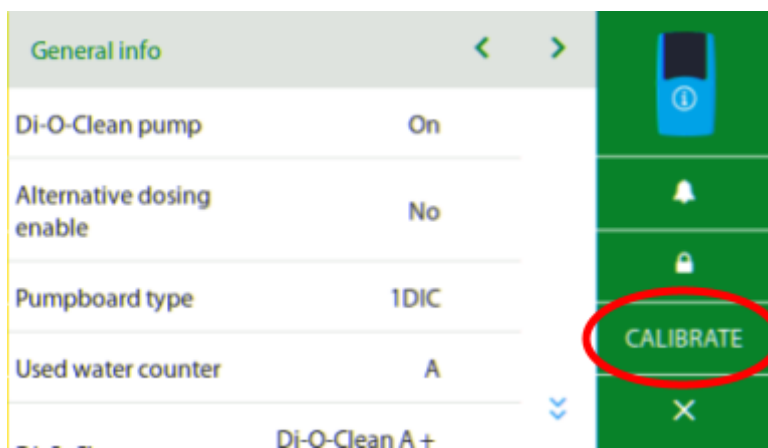 General info
Di-O-Clean pump On
Alternative dosing
enable No
Pumpboard type 1DIC
Used water counter A
Di-O-Clean A +
CALIBRATE